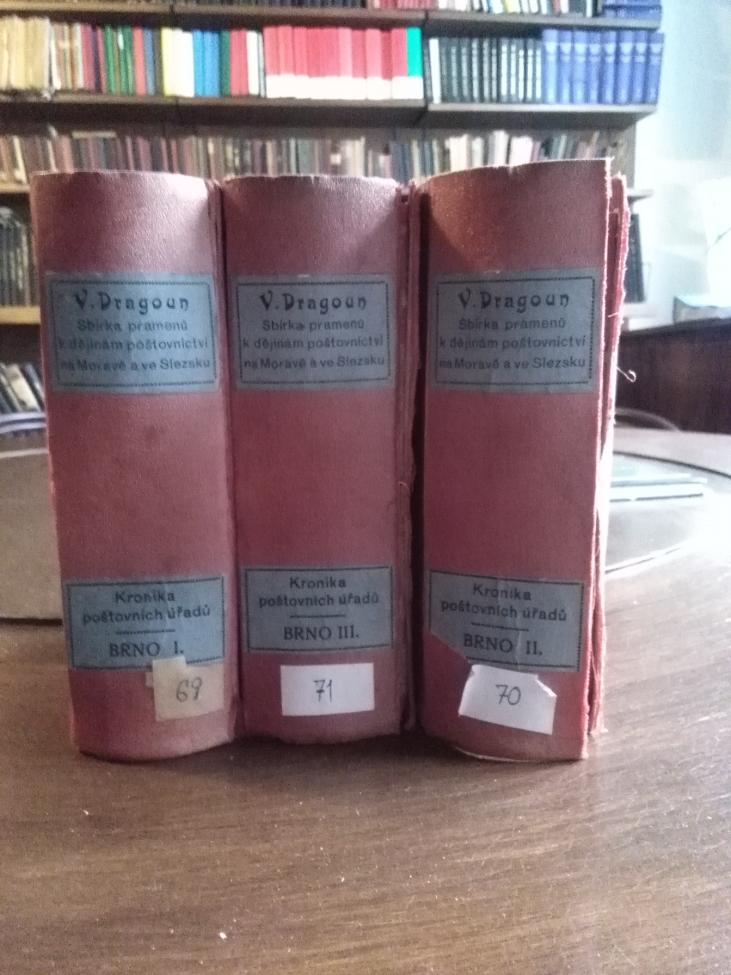 V. Dragoun
Sbírka pramenů
k dějinám poštovnictví
na Moravě a ve Slezsku
Kronika
poštovních úřadů
BRNO I.
69
V. Dragoun
Sbírka pramenů
k dějinám poštovnictví
na Moravě a ve Slezsku
Kronika
poštovních úřadů
BRNO III.
71
V. Dragoun
Sbírka pramenů
k dějinám poštovnictví
na Moravě a ve Slezsku
Kronika
poštovních úřadů
BRNO II.
70